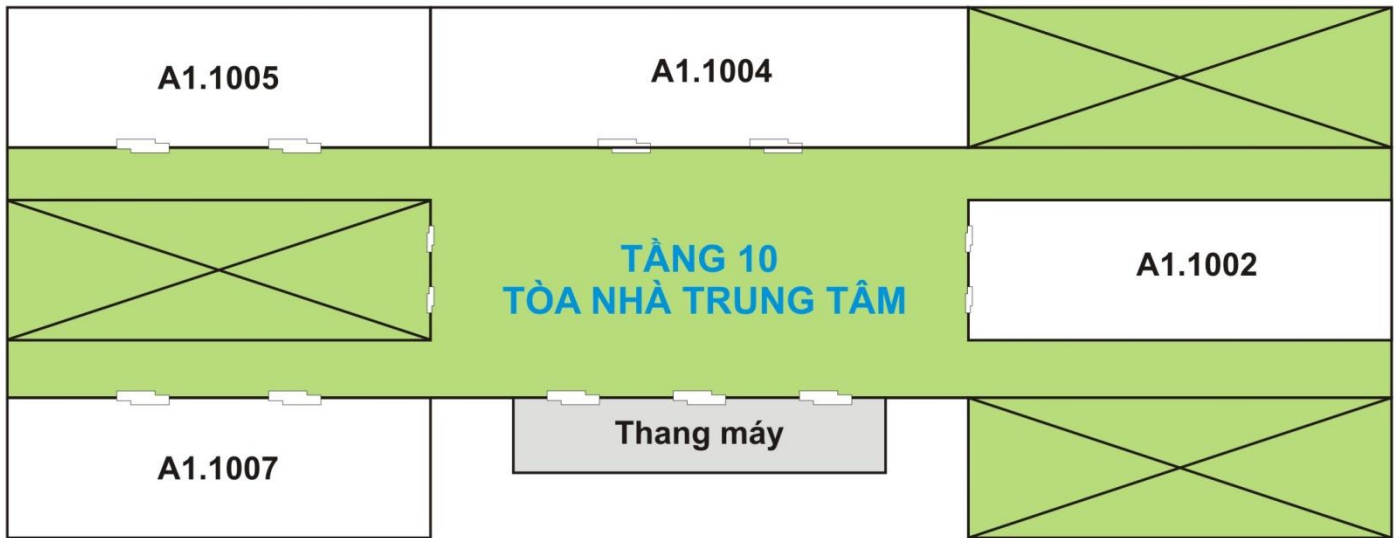 A1.1005
A1.1004
TẦNG 10
TÒA NHÀ TRUNG TÂM
A1.1002
Thang máy
A1.1007